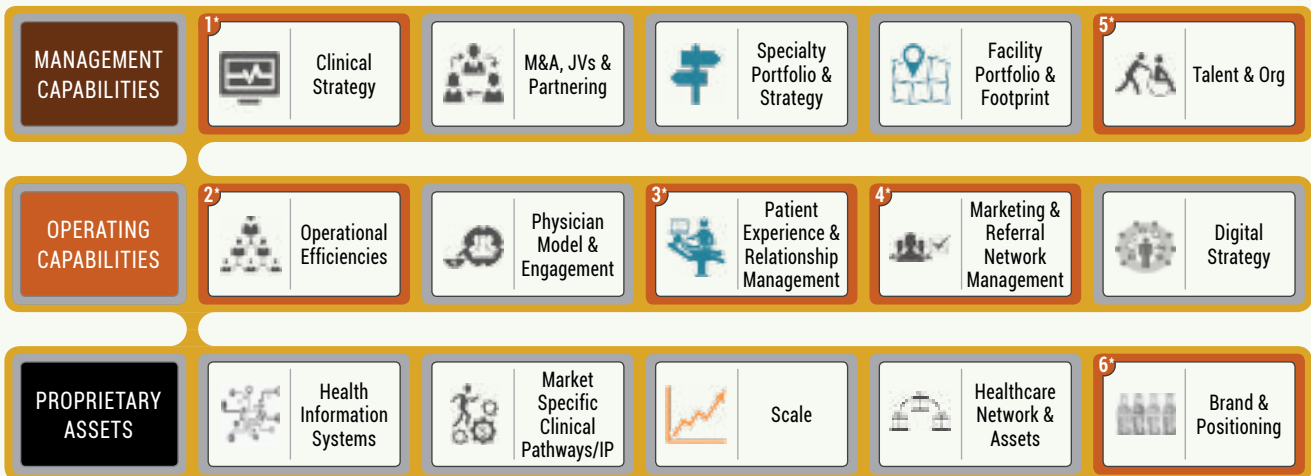 MANAGEMENT
CAPABILITIES
1*
Clinical
Strategy
M&A, JVs &
Partnering
Specialty
Portfolio &
Strategy
Facility
Portfolio &
Footprint
5*
Talent & Org
OPERATING
CAPABILITIES
2*
Operational
Efficiencies
Physician
Model &
Engagement
3*
Patient
Experience &
Relationship
Management
4*
Marketing &
Referral
Network
Management
Digital
Strategy
PROPRIETARY
ASSETS
Health
Information
Systems
Market
Specific
Clinical
Pathways/IP
Scale
Healthcare
Network &
Assets
6*
Brand &
Positioning